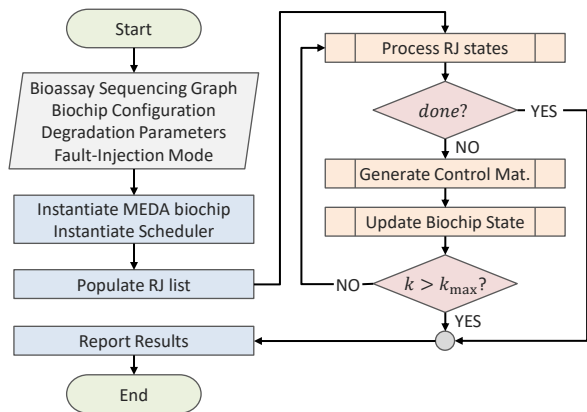 Start
Bioassay Sequencing Graph
Biochip Configuration
Degradation Parameters
Fault-Injection Mode
Instantiate MEDA biochip
Instantiate Scheduler
Populate RJ list
Process RJ states
done?
YES
NO
Generate Control Mat.
Update Biochip State
k > kmax?
NO
YES
Report Results
End